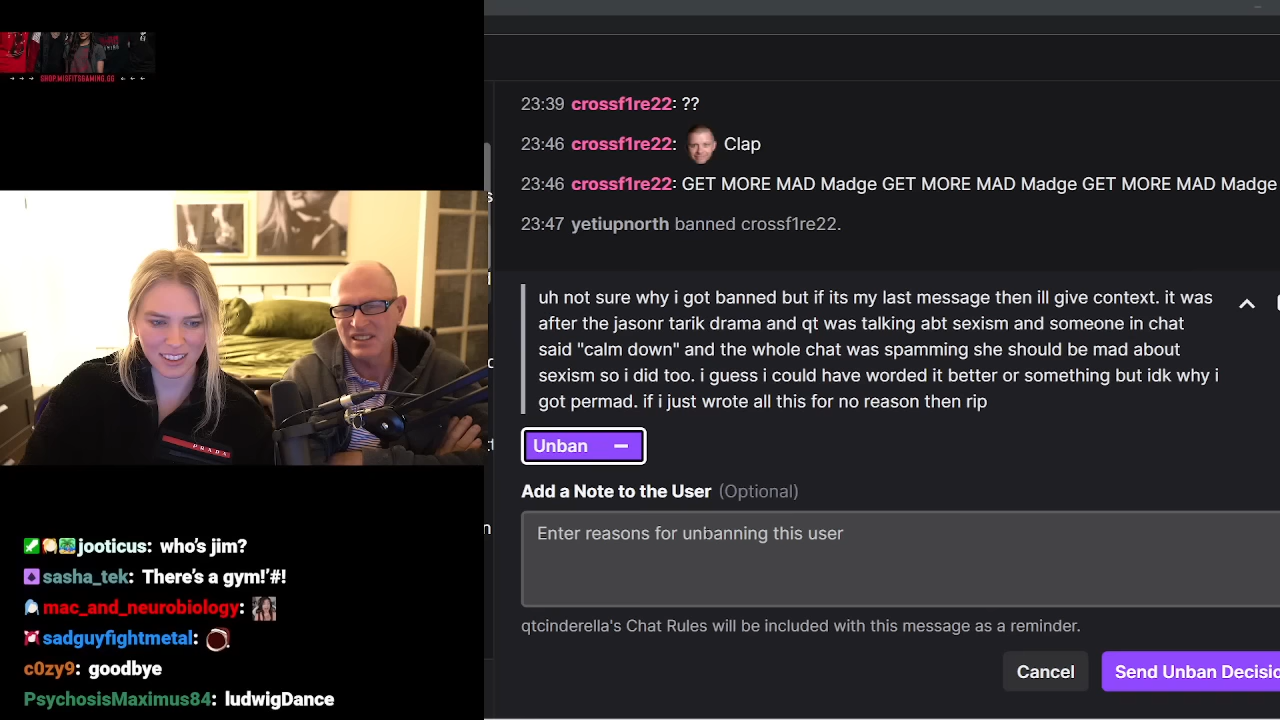 SHOP.MISFITSGAMING.GG
23:39 crossf1re22: ??
23:46 crossf1re22: Clap
23:46 crossf1re22: GET MORE MAD Madge GET MORE MAD Madge GET MORE MAD Madge
23:47 yetiupnorth banned crossf1re22.
uh not sure why i got banned but if its my last message then ill give context. it was
after the jasonr tarik drama and qt was talking abt sexism and someone in chat
said "calm down" and the whole chat was spamming she should be mad about
sexism so i did too. i guess i could have worded it better or something but idk why i
got permad. if i just wrote all this for no reason then rip
Unban
Add a Note to the User (Optional)
Enter reasons for unbanning this user
qtcinderella's Chat Rules will be included with this message as a reminder.
Cancel
Send Unban Decisio
PRADA
jooticus: who's jim?
sasha_tek: There's a gym!'#!
mac_and_neurobiology:
sadguyfightmetal:
c0zy9: goodbye
PsychosisMaximus84: ludwigDance